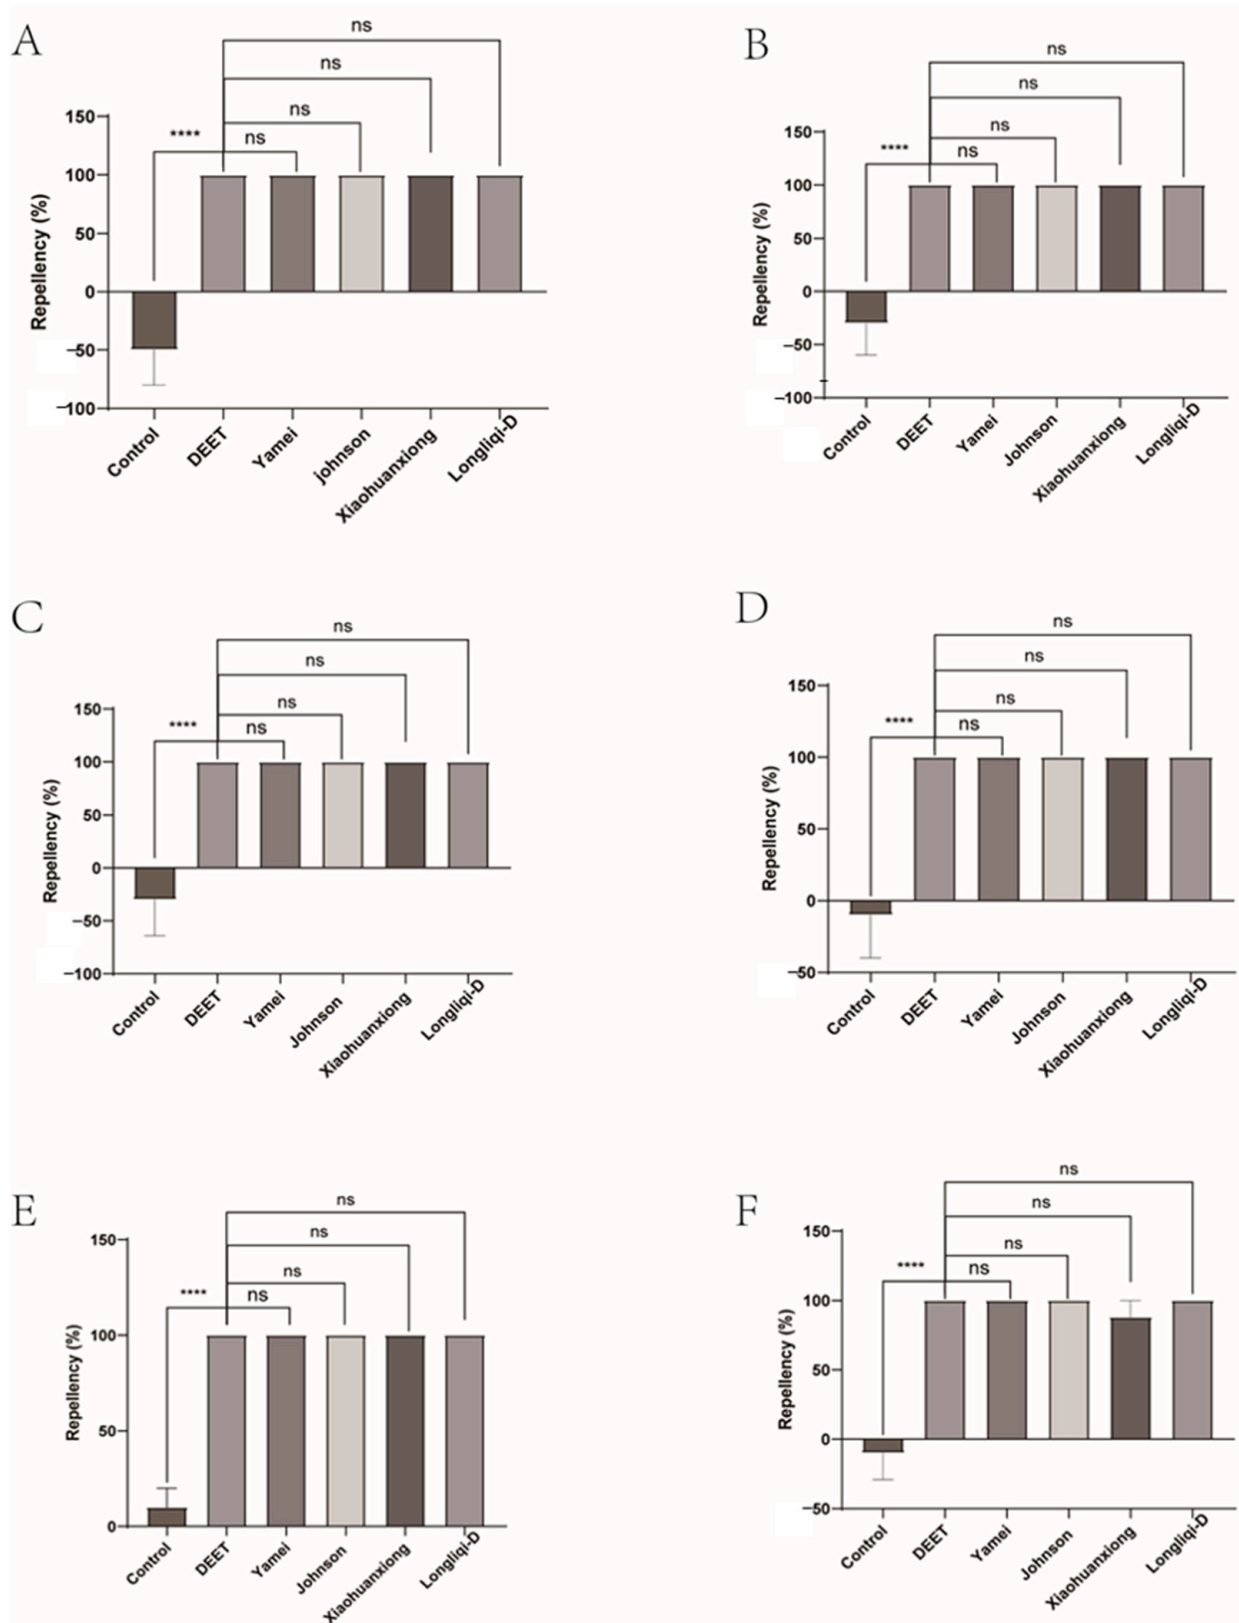 A
ns
ns
ns
**** ns
150
100
50
0
−50
−100
Repellency (%)
Control
DEET
Yamei
johnson
Xiaohuanxiong
Longliqi-D
B
ns
ns
ns
**** ns
150
100
50
0
−50
−100
Repellency (%)
Control
DEET
Yamei
Johnson
Xiaohuanxiong
Longliqi-D
C
ns
ns
ns
**** ns
150
100
50
0
−50
−100
Repellency (%)
Control
DEET
Yamei
Johnson
Xiaohuanxiong
Longliqi-D
D
ns
ns
ns
**** ns
150
100
50
0
−50
Repellency (%)
Control
DEET
Yamei
Johnson
Xiaohuanxiong
Longliqi-D
E
ns
ns
ns
**** ns
150
100
50
0
Repellency (%)
Control
DEET
Yamei
Johnson
Xiaohuanxiong
Longliqi-D
F
ns
ns
ns
**** ns
150
100
50
0
−50
Repellency (%)
Control
DEET
Yamei
Johnson
Xiaohuanxiong
Longliqi-D